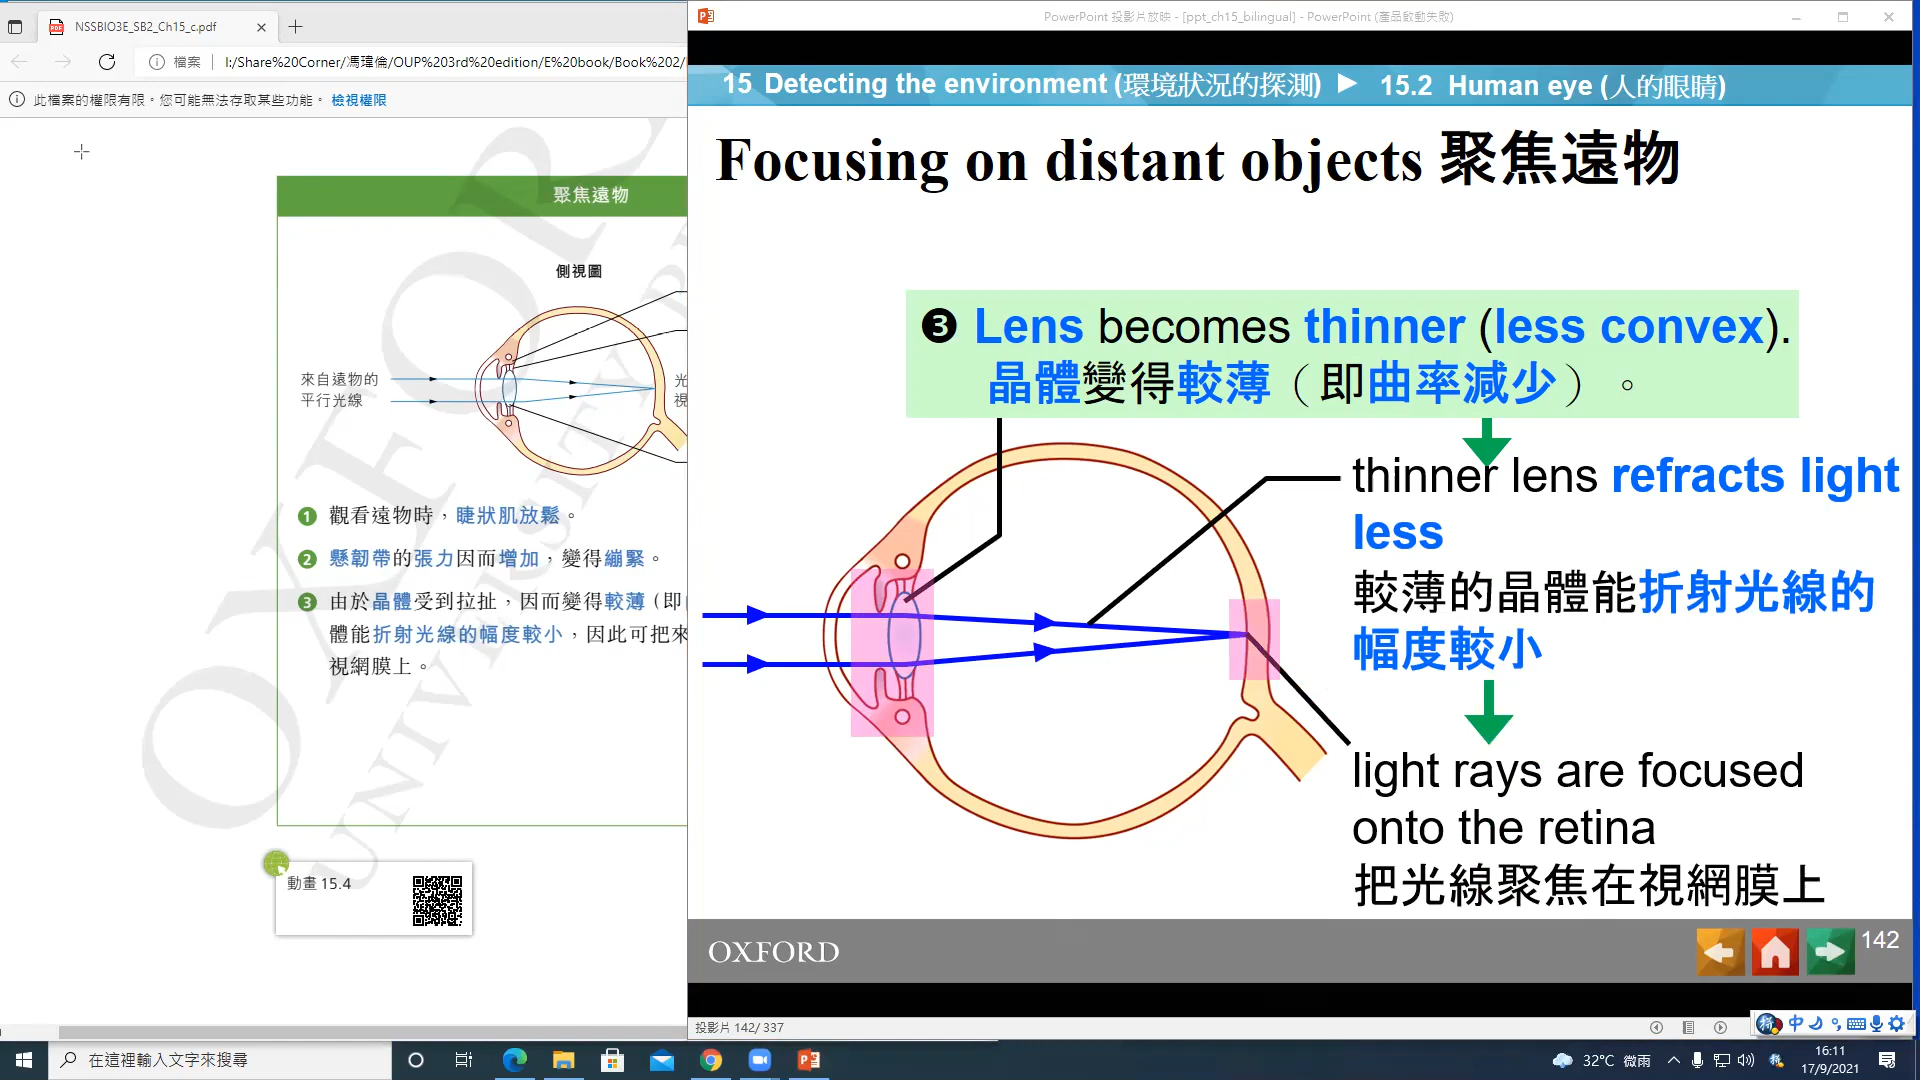 NSSBIO3E_SB2_Ch15_c.pdf
檔案
I:/Share%20Corner/馮瑋倫/OUP%203rd%20edition/E%20book/Book%202/
此檔案的權限有限。您可能無法存取某些功能。 檢視權限
OXFORD
UNIVERSITY
聚焦遠物
側視圖
來自遠物的
平行光線
光
視
1 觀看遠物時，睫狀肌放鬆。
2 懸韌帶的張力因而增加，變得繃緊。
3 由於晶體受到拉扯，因而變得較薄（即
體能折射光線的幅度較小，因此可把來
視網膜上。
動畫 15.4
PowerPoint 投影片放映 - [ppt_ch15_bilingual] - PowerPoint (產品啟動失敗)
15 Detecting the environment (環境狀況的探測) ► 15.2 Human eye (人的眼睛)
Focusing on distant objects 聚焦遠物
❸ Lens becomes thinner (less convex).
晶體變得較薄（即曲率減少）。
thinner lens refracts light
less
較薄的晶體能折射光線的
幅度較小
light rays are focused
onto the retina
把光線聚焦在視網膜上
OXFORD
142
投影片 142/ 337
中
在這裡輸入文字來搜尋
32°C 微雨
16:11
17/9/2021